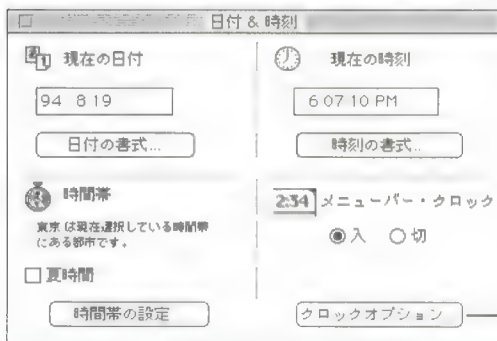 日付 & 時刻
現在の日付
94 8 19
日付の書式...
現在の時刻
6 07 10 PM
時刻の書式...
時間帯
東京 は現在選択している時間帯
にある都市です。
夏時間
時間帯の設定
2:34 メニューバー・クロック
入 切
クロックオプション